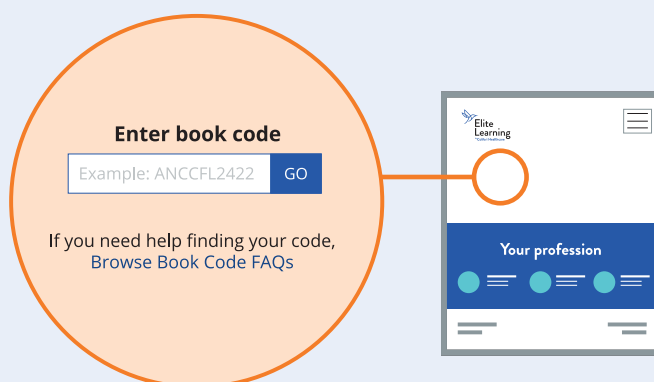 Enter book code
Example: ANCCFL2422 GO
If you need help finding your code,
Browse Book Code FAQs
Elite
Learning
Your profession